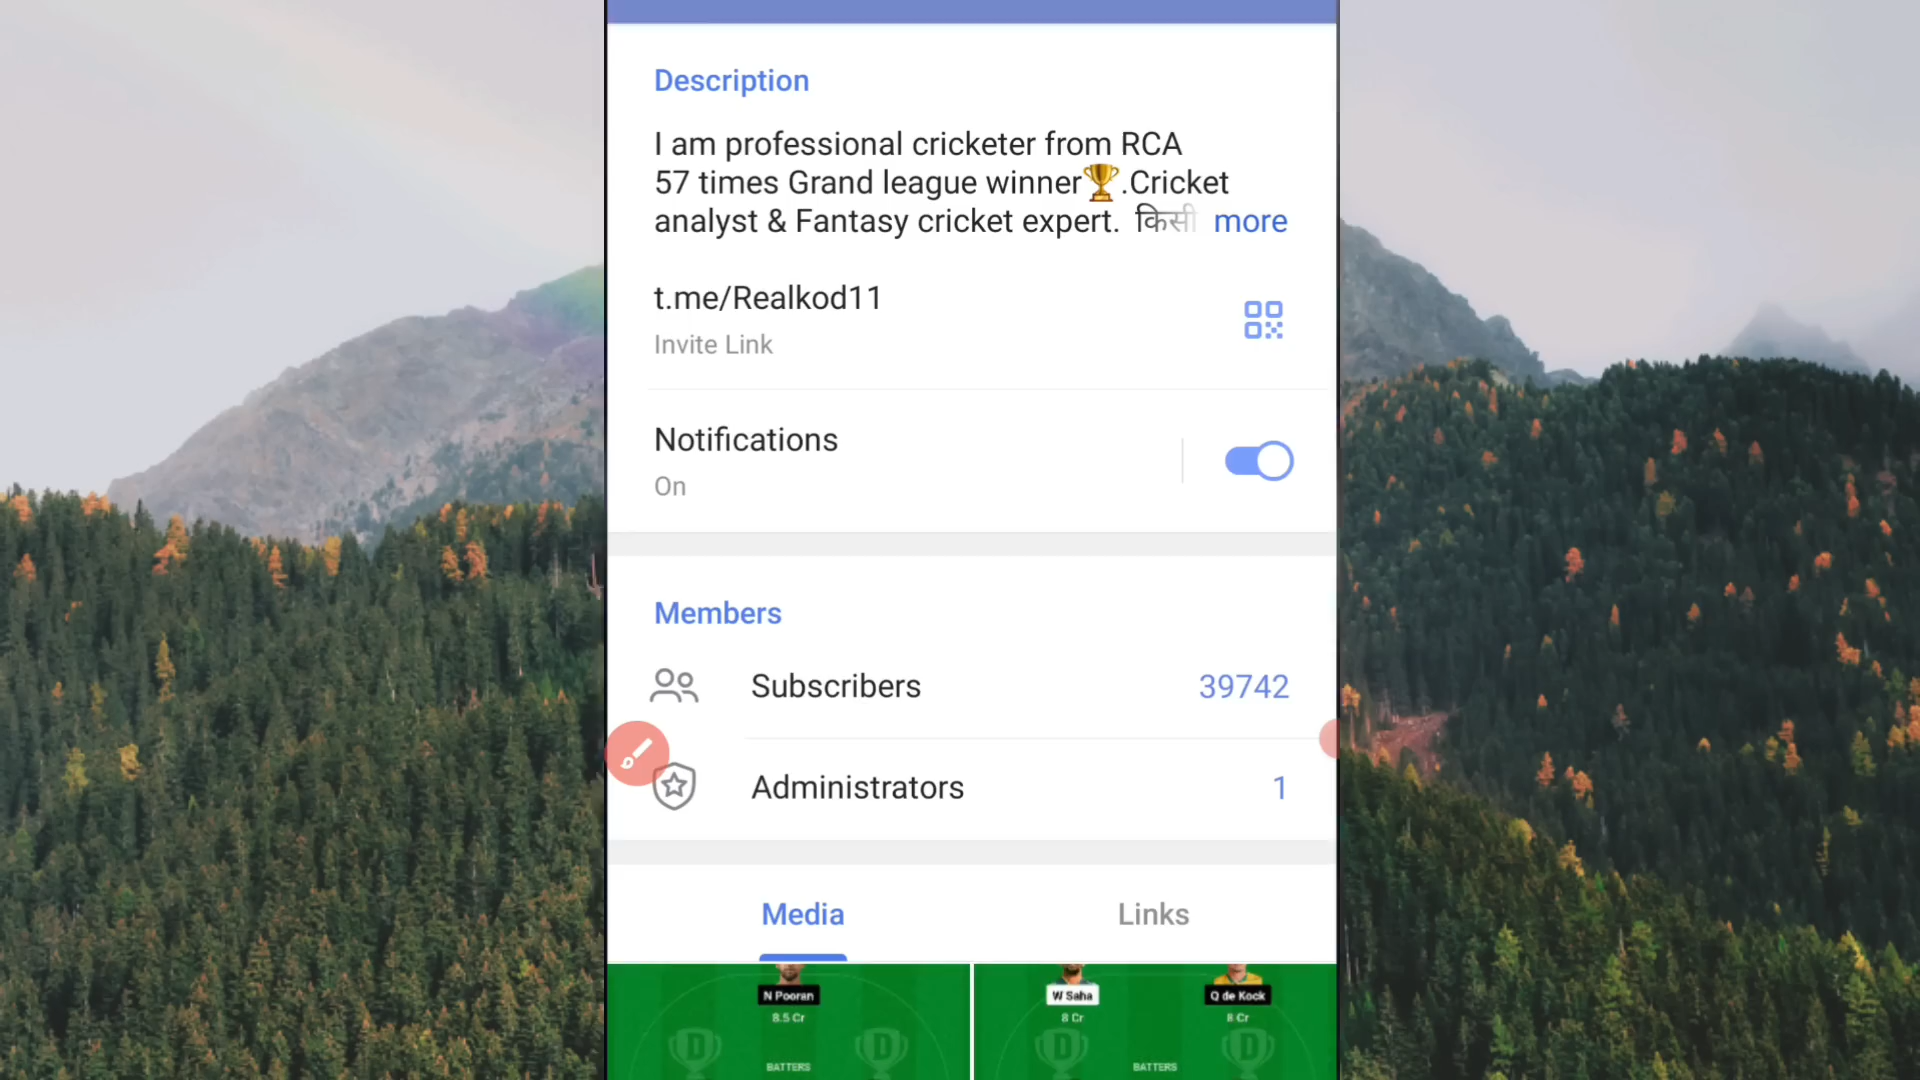 Description
I am professional cricketer from RCA
57 times Grand league winner🏆.Cricket
analyst & Fantasy cricket expert. किसी more
t.me/Realkod11
Invite Link
Notifications
On
Members
Subscribers 39742
Administrators 1
Media Links
N Pooran
8.5 Cr
BATTERS
W Saha Q de Kock
8 Cr 8 Cr
BATTERS